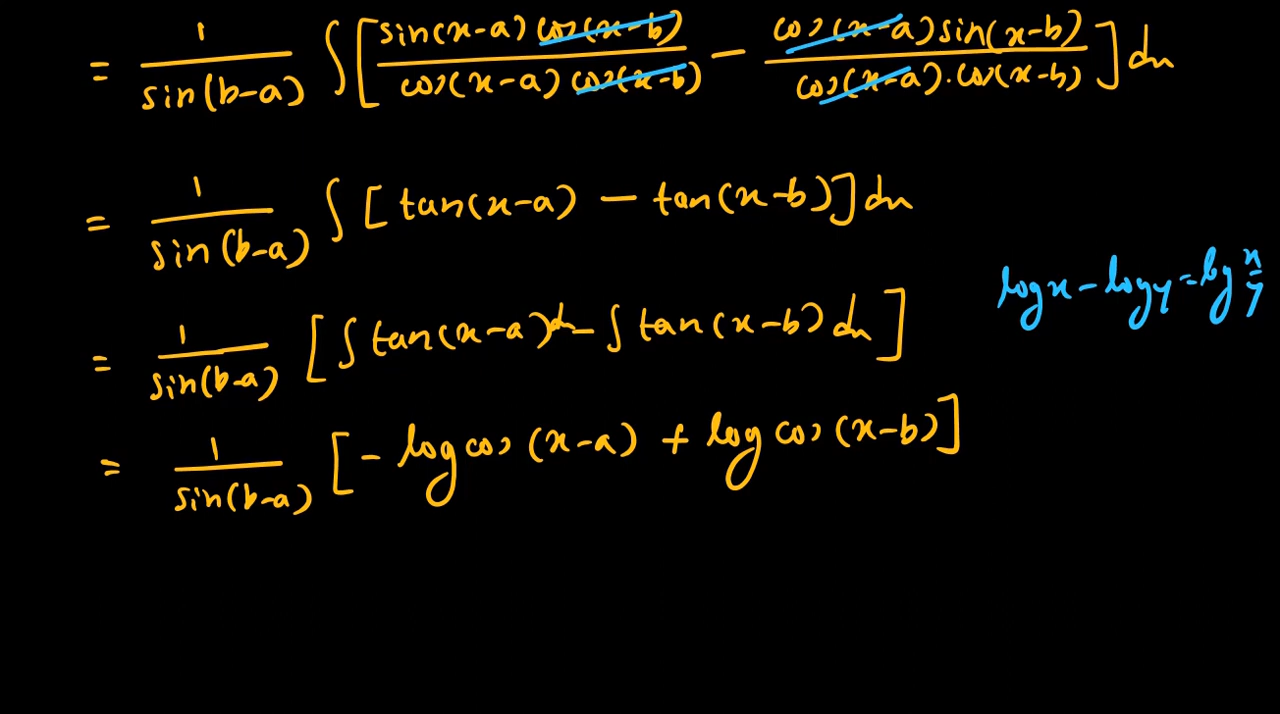 = 1/sin(b-a) ∫[ sin(x-a) cos(x-b)/cos(x-a) cos(x-b) - cos(x-a) sin(x-b)/cos(x-a).cos(x-b) ] dx
= 1/sin(b-a) ∫ [ tan(x-a) - tan(x-b)] dx
log x - log y = log x/y
= 1/sin(b-a) [ ∫ tan(x-a) dx - ∫ tan(x-b) dx ]
= 1/sin(b-a) [ - log cos (x-a) + log cos (x-b) ]